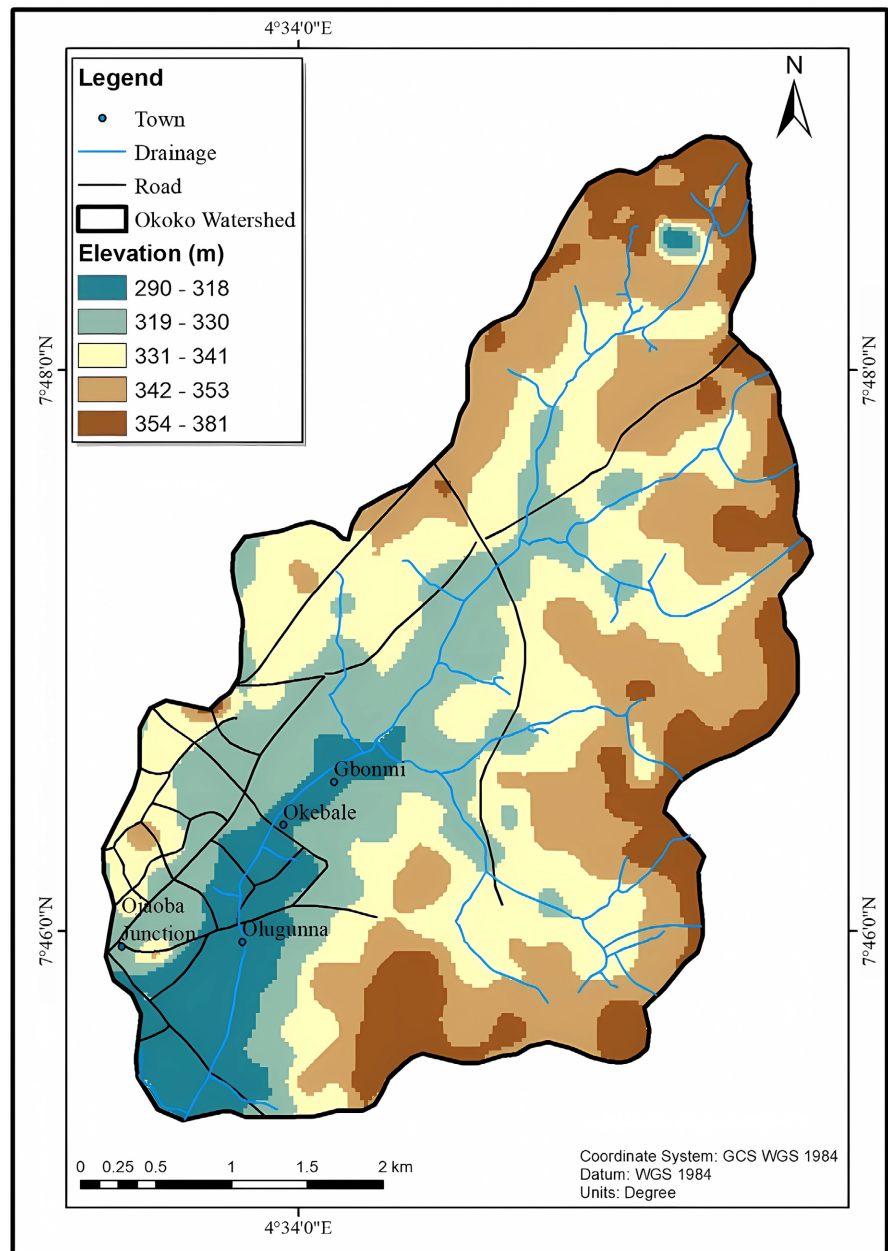 4°34'0"E
Legend
Town
Drainage
Road
Okoko Watershed
Elevation (m)
290 - 318
319 - 330
331 - 341
342 - 353
354 - 381
N
7°48'0"N
7°48'0"N
Gbonmi
Okebale
Ojaoba
Junction
Olugunna
7°46'0"N
7°46'0"N
0 0.25 0.5 1 1.5 2 km
Coordinate System: GCS WGS 1984
Datum: WGS 1984
Units: Degree
4°34'0"E